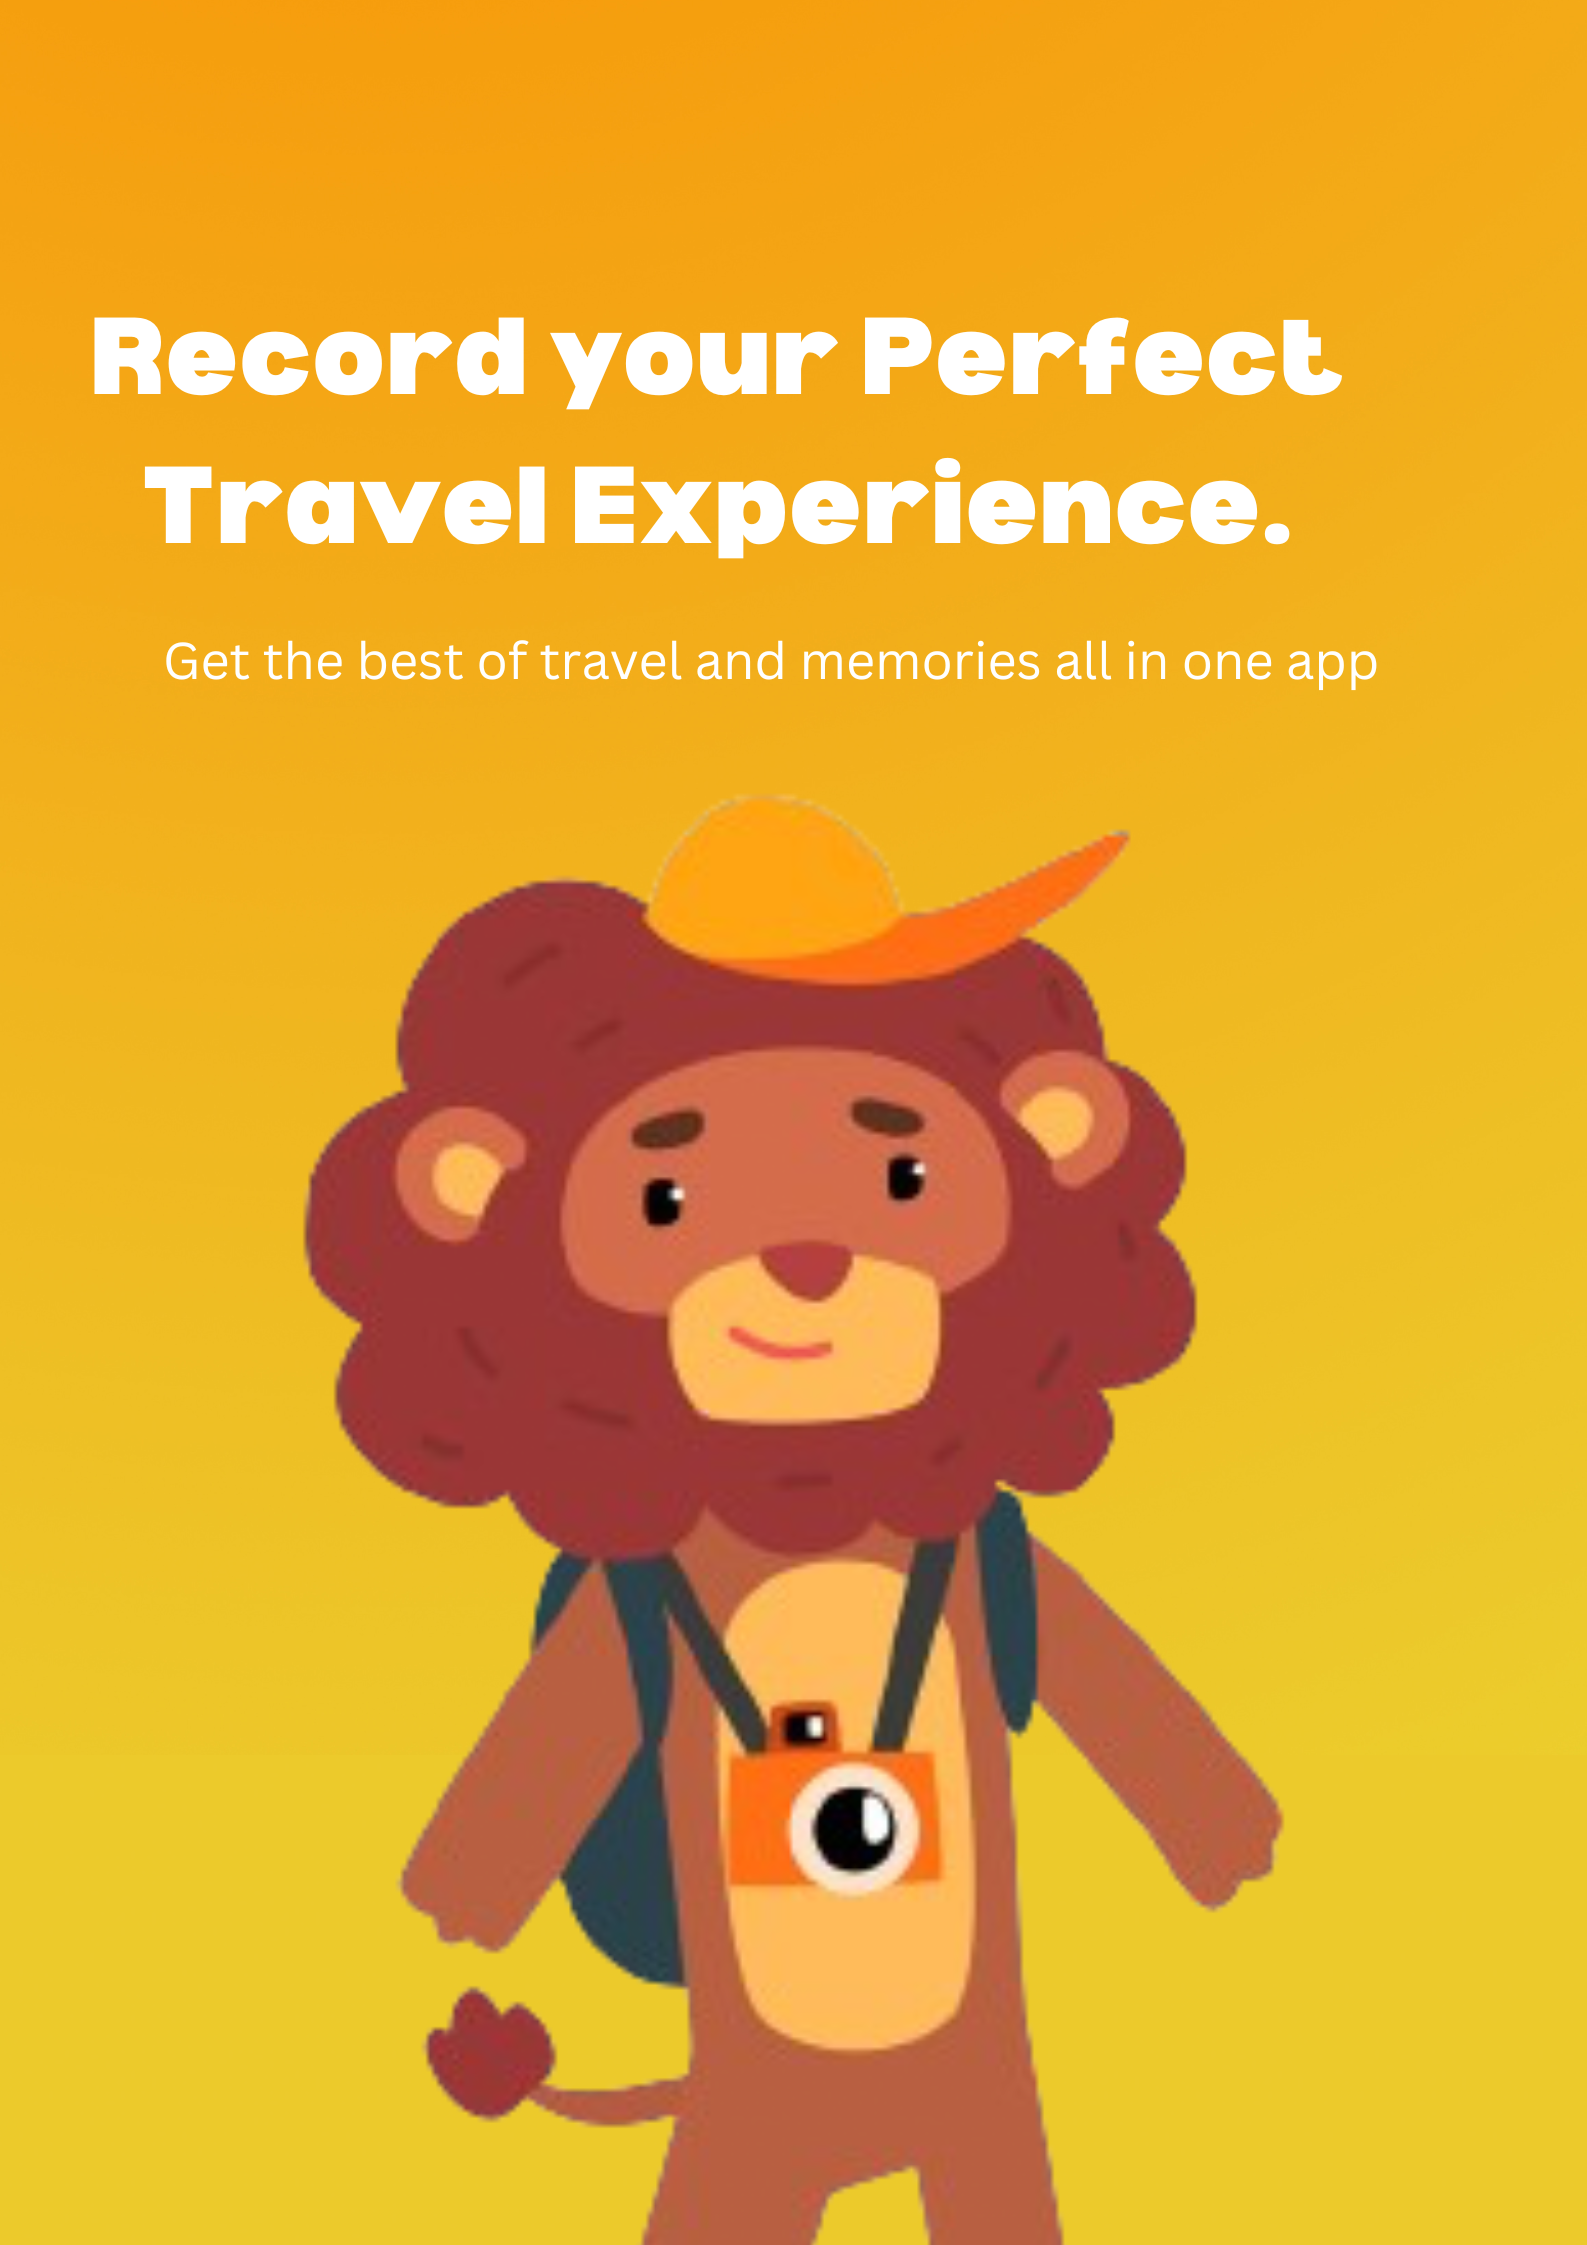 Record your Perfect
Travel Experience.
Get the best of travel and memories all in one app